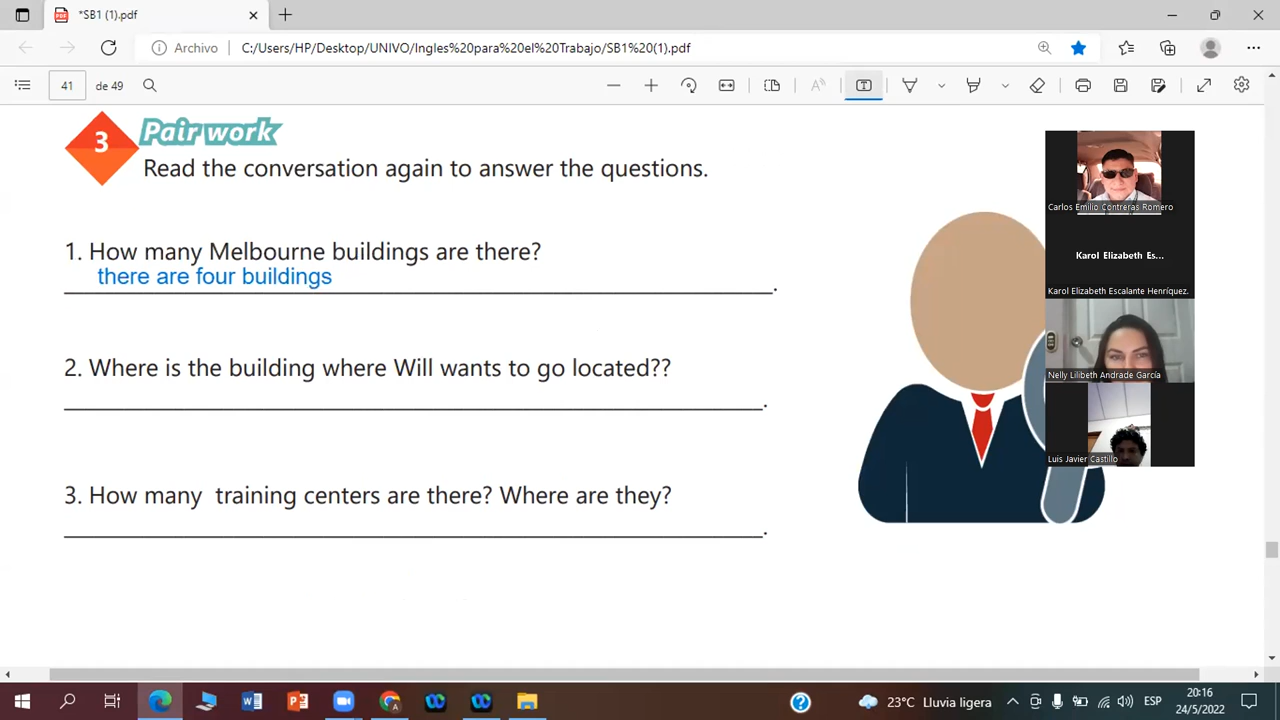 *SB1 (1).pdf
Archivo
C:/Users/HP/Desktop/UNIVO/Ingles%20para%20el%20Trabajo/SB1%20(1).pdf
41 de 49
3
Pair work
Read the conversation again to answer the questions.
1. How many Melbourne buildings are there?
there are four buildings
2. Where is the building where Will wants to go located??
3. How many training centers are there? Where are they?
Carlos Emilio Contreras Romero
Karol Elizabeth Es...
Karol Elizabeth Escalante Henríquez.
Nelly Lilibeth Andrade García
Luis Javier Castillo
23°C Lluvia ligera
ESP
20:16
24/5/2022